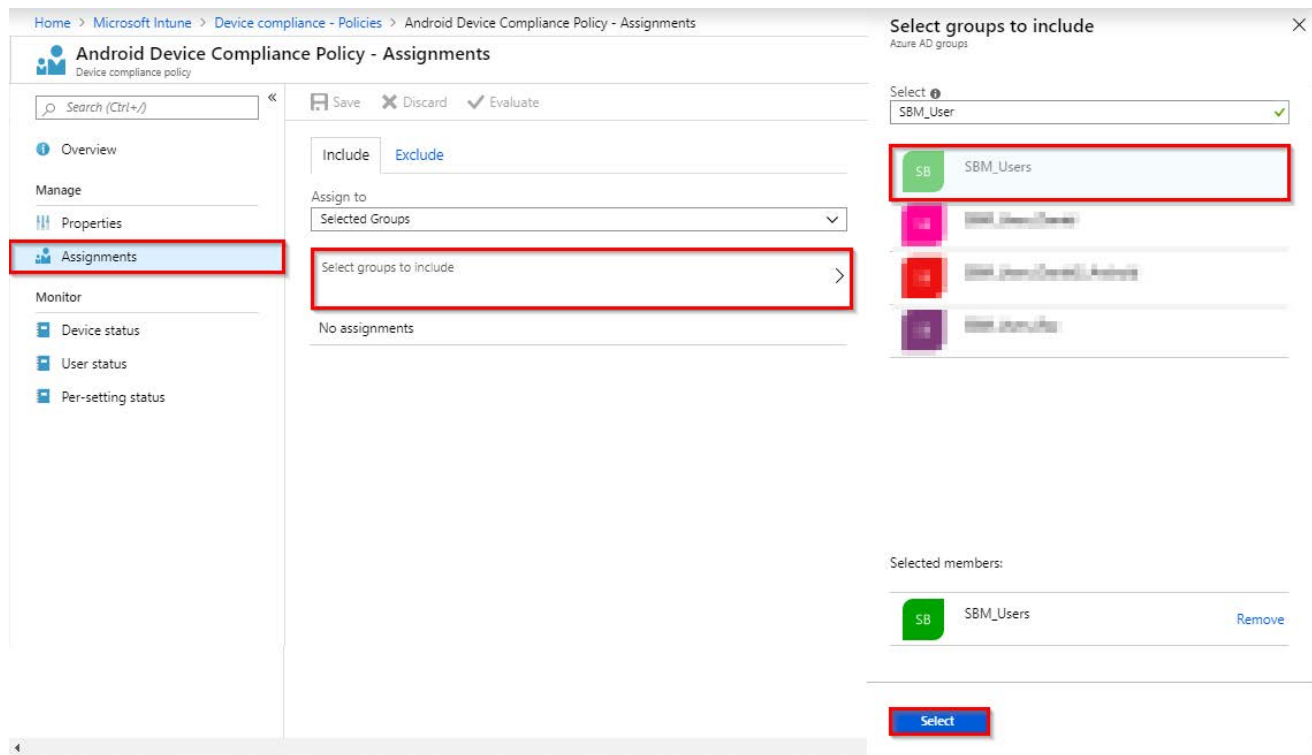 Home > Microsoft Intune > Device compliance - Policies > Android Device Compliance Policy - Assignments
Android Device Compliance Policy - Assignments
Device compliance policy
Search (Ctrl+/)
«
Overview
Manage
Properties
Assignments
Monitor
Device status
User status
Per-setting status
Save Discard Evaluate
Include Exclude
Assign to
Selected Groups
Select groups to include
No assignments
Select groups to include
Azure AD groups
Select
SBM_User
SB SBM_Users
Selected members:
SB SBM_Users Remove
Select